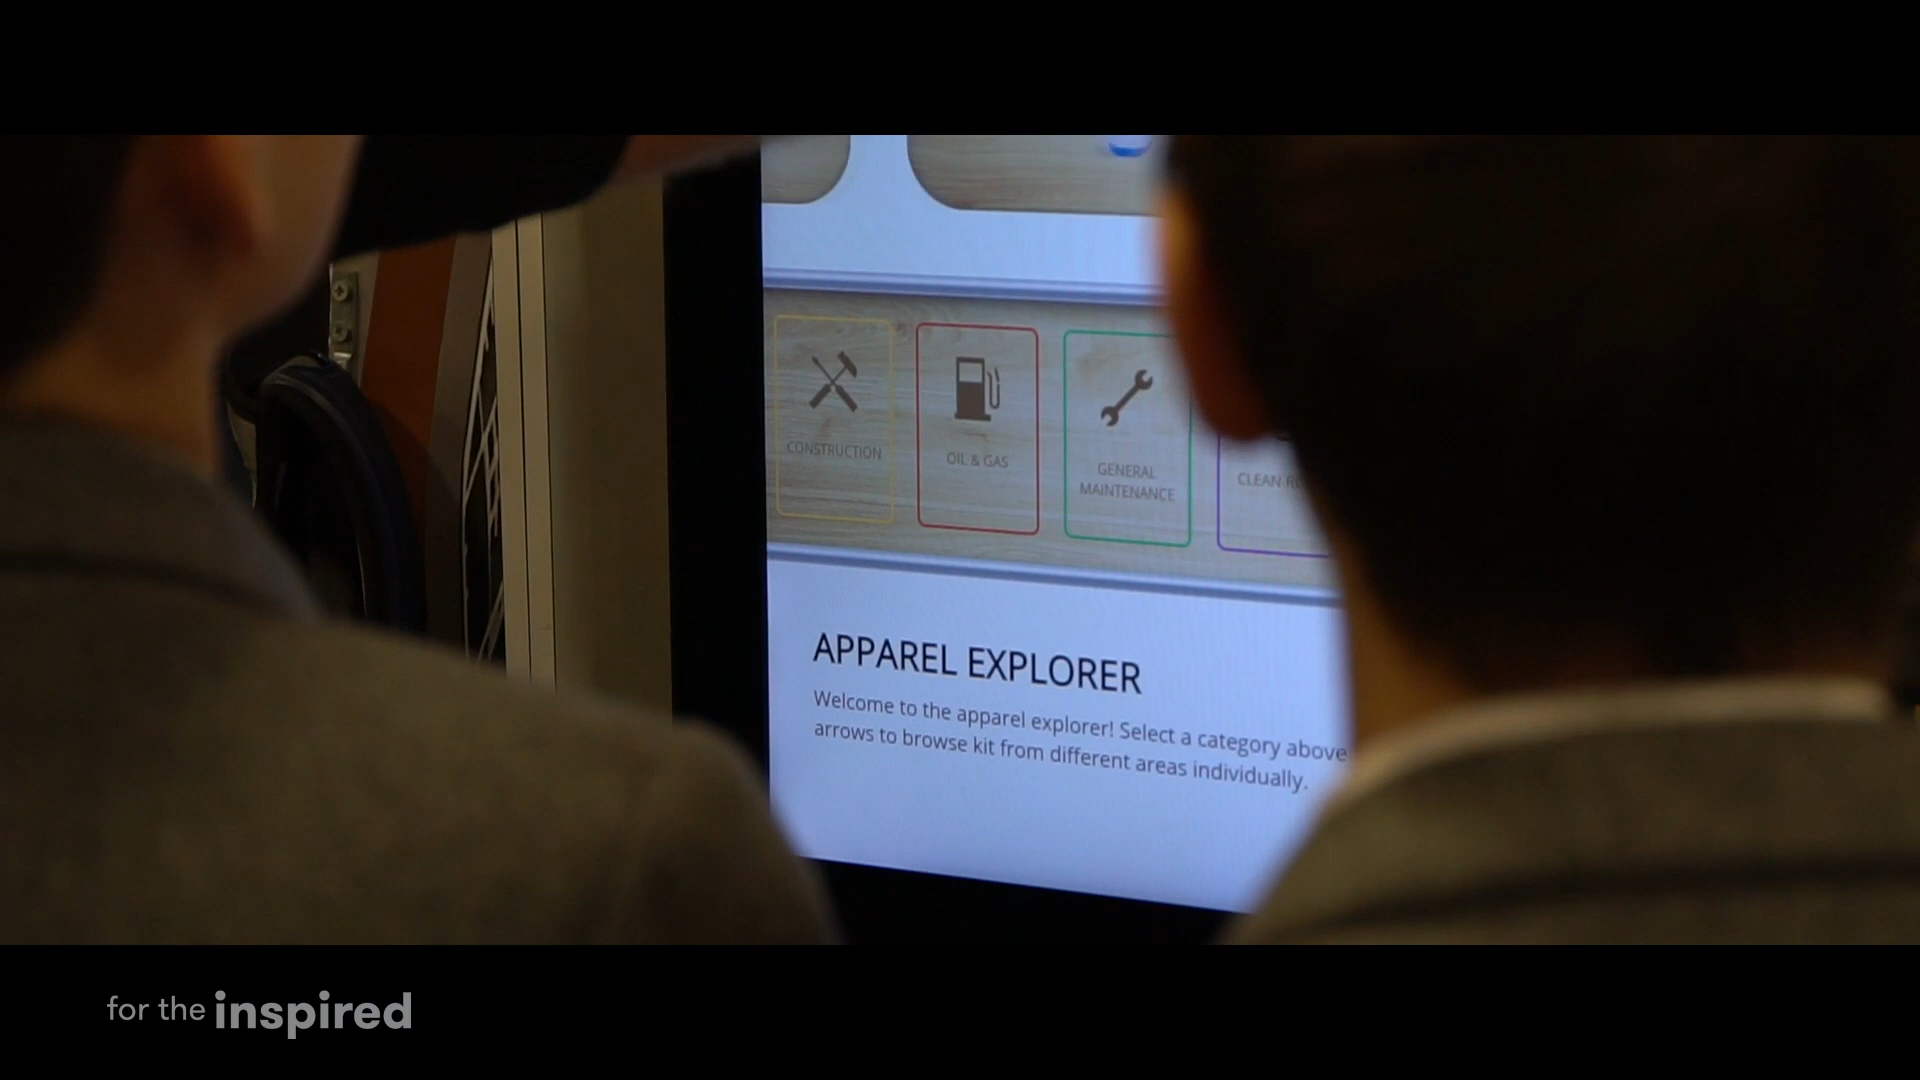 CONSTRUCTION
OIL & GAS
GENERAL
MAINTENANCE
CLEAN
APPAREL EXPLORER
Welcome to the apparel explorer! Select a category above
arrows to browse kit from different areas individually.
for the inspired